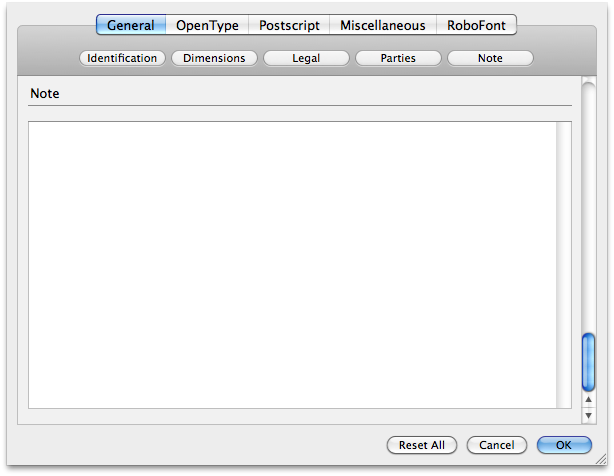 General OpenType Postscript Miscellaneous RoboFont
Identification Dimensions Legal Parties Note
Note
Reset All Cancel OK